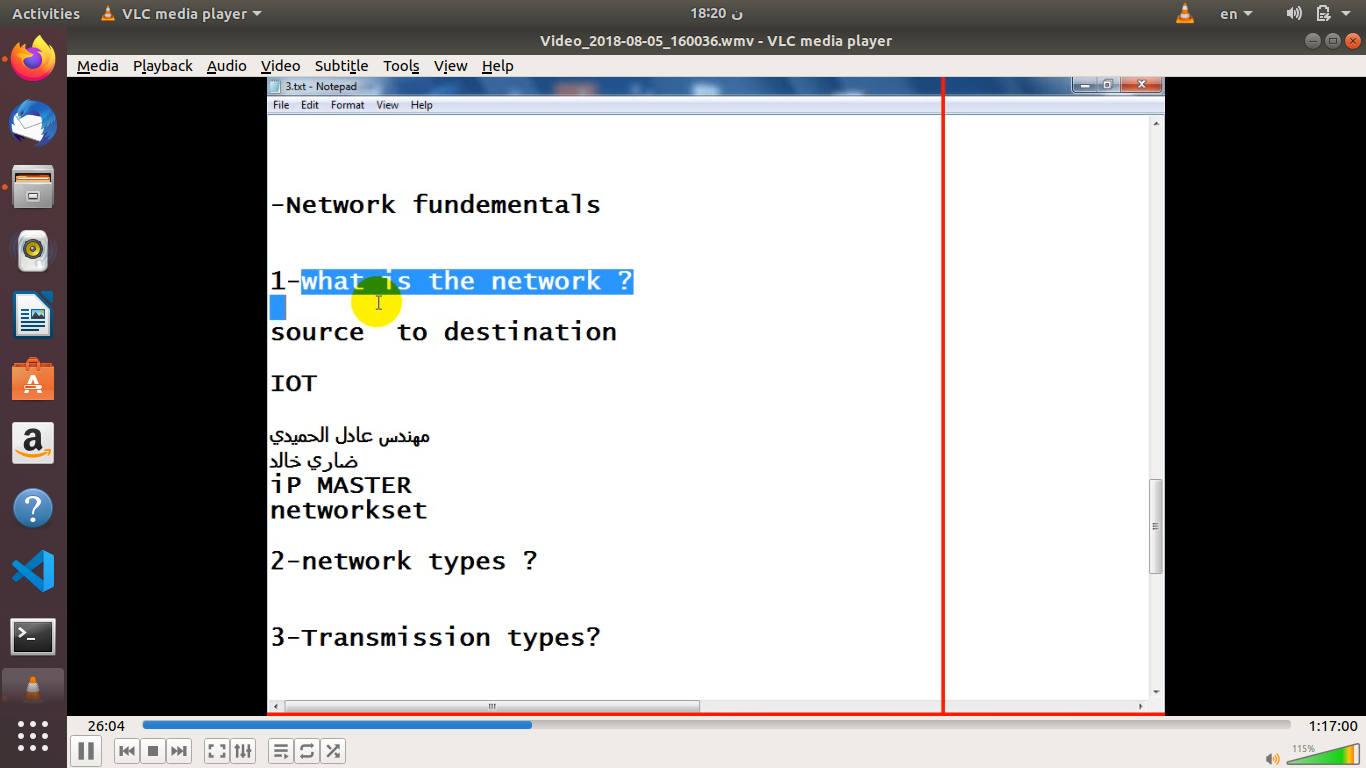 Activities VLC media player 18:20 ن en
Video_2018-08-05_160036.wmv - VLC media player
Media Playback Audio Video Subtitle Tools View Help
3.txt - Notepad
File Edit Format View Help
-Network fundementals
1-what is the network ?
source to destination
IOT
مهندس عادل الحميدي
ضاري خالد
iP MASTER
networkset
2-network types ?
3-Transmission types?
26:04 1:17:00
115%